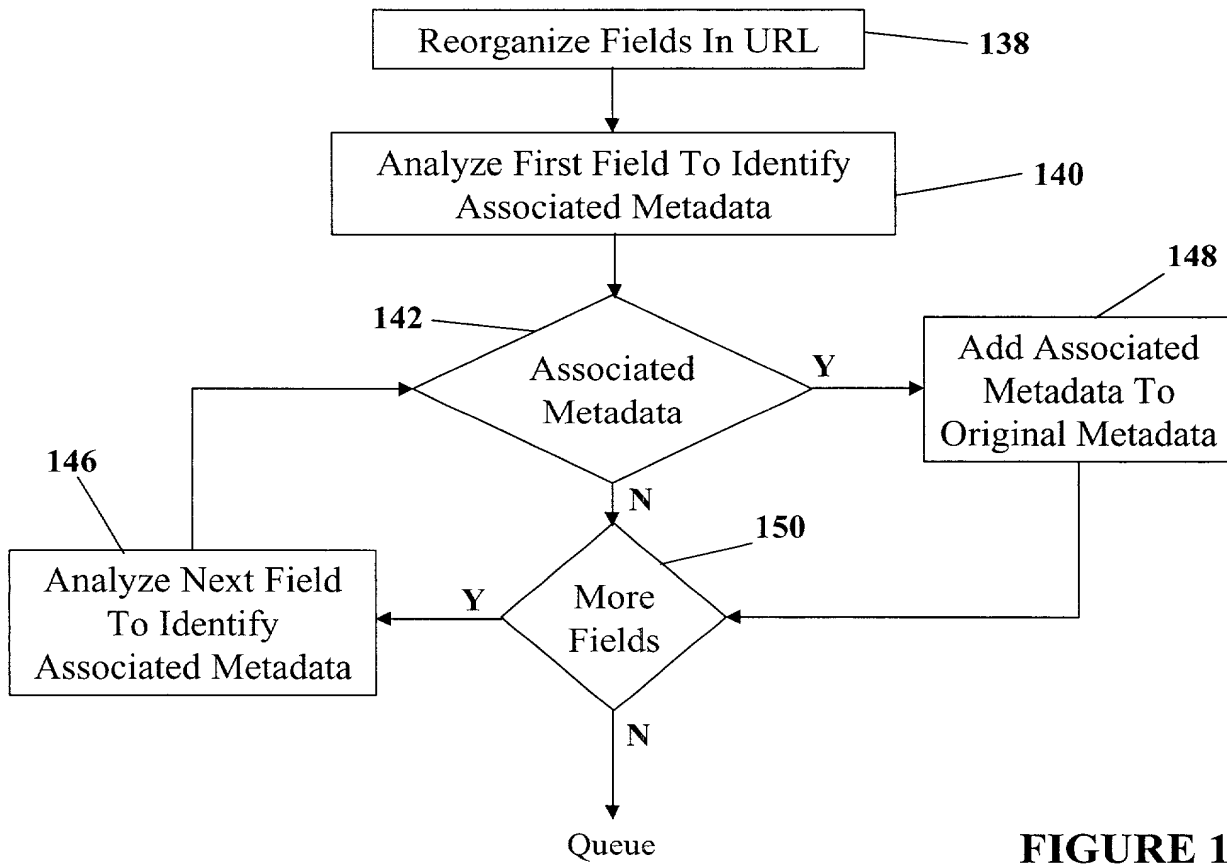 Reorganize Fields In URL
138
Analyze First Field To Identify
Associated Metadata
140
142
Associated
Metadata
Y
148
Add Associated
Metadata To
Original Metadata
N
146
Analyze Next Field
To Identify
Associated Metadata
Y
150
More
Fields
N
Queue
FIGURE 1